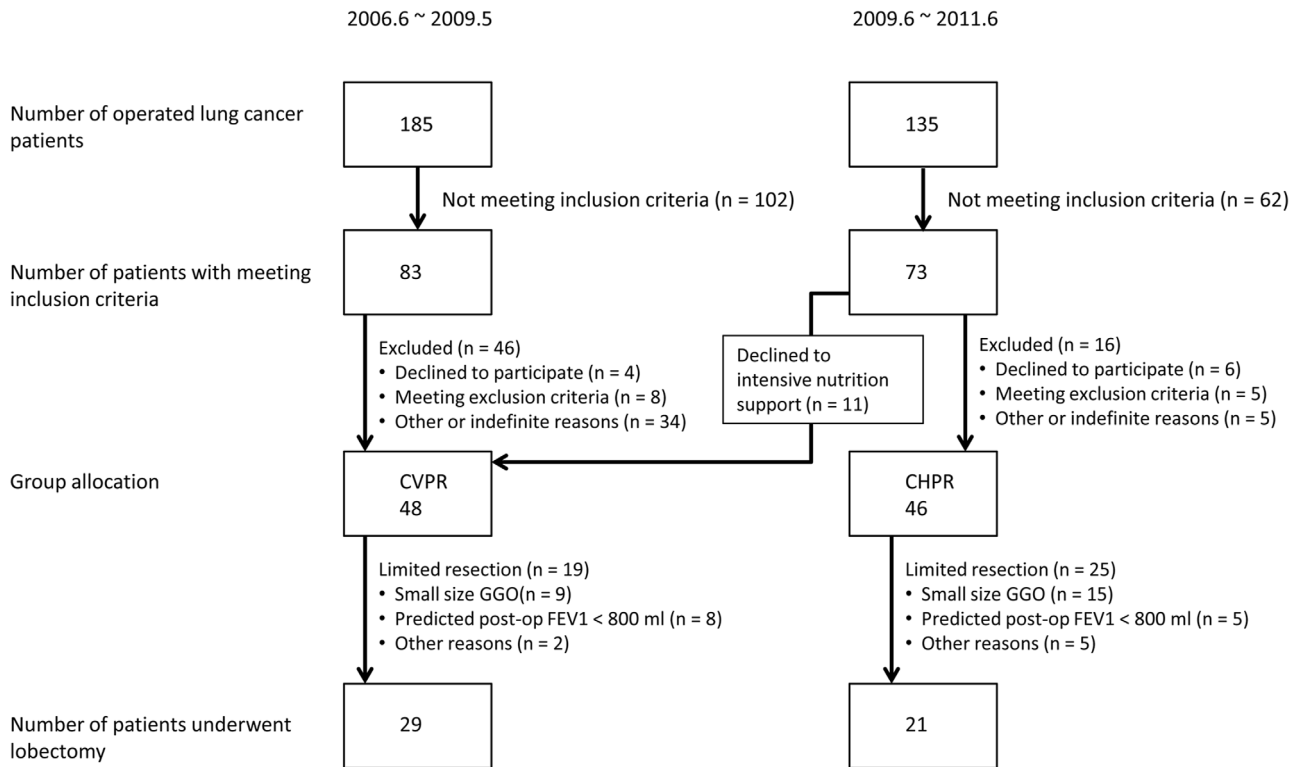 2006.6 ~ 2009.5
2009.6 ~ 2011.6
Number of operated lung cancer
patients
185
135
Not meeting inclusion criteria (n = 102)
Not meeting inclusion criteria (n = 62)
Number of patients with meeting
inclusion criteria
83
73
Excluded (n = 46)
• Declined to participate (n = 4)
• Meeting exclusion criteria (n = 8)
• Other or indefinite reasons (n = 34)
Declined to
intensive nutrition
support (n = 11)
Excluded (n = 16)
• Declined to participate (n = 6)
• Meeting exclusion criteria (n = 5)
• Other or indefinite reasons (n = 5)
Group allocation
CVPR
48
CHPR
46
Limited resection (n = 19)
• Small size GGO(n = 9)
• Predicted post-op FEV1 < 800 ml (n = 8)
• Other reasons (n = 2)
Limited resection (n = 25)
• Small size GGO (n = 15)
• Predicted post-op FEV1 < 800 ml (n = 5)
• Other reasons (n = 5)
Number of patients underwent
lobectomy
29
21